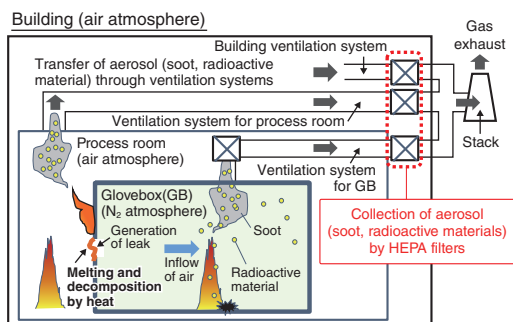 Building (air atmosphere)
Building ventilation system
Gas
exhaust
Transfer of aerosol (soot, radioactive
material) through ventilation systems
Ventilation system for process room
Stack
Process room
(air atmosphere)
Ventilation system
for GB
Glovebox(GB)
(N₂ atmosphere)
Generation
of leak
Soot
Collection of aerosol
(soot, radioactive materials)
by HEPA filters
Melting and
decomposition
by heat
Inflow
of air
Radioactive
material